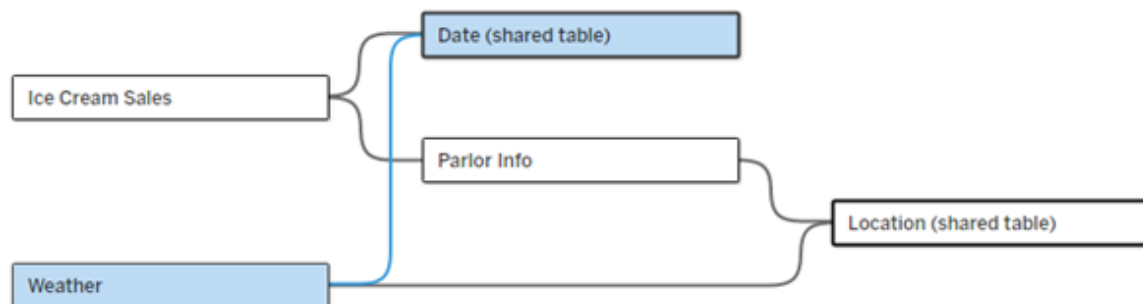 Date (shared table)
Ice Cream Sales
Parlor Info
Location (shared table)
Weather